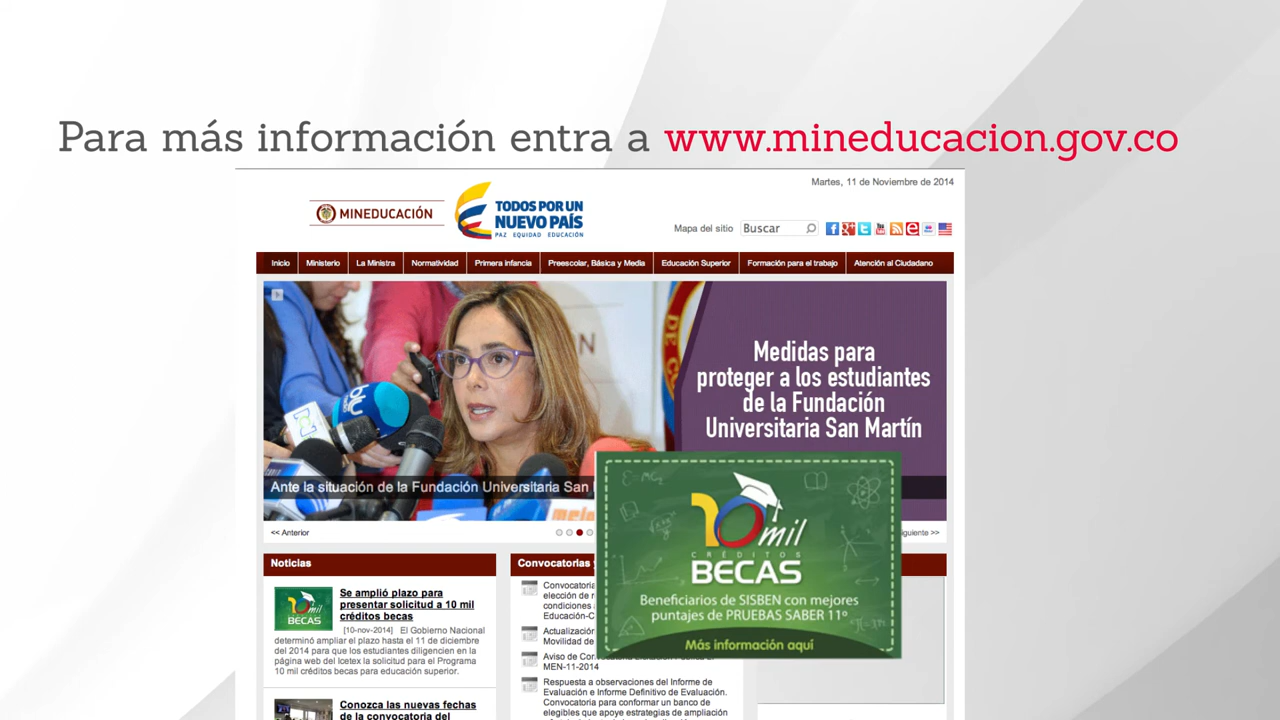 Para más información entra a www.mineducacion.gov.co
Martes, 11 de Noviembre de 2014
MINEDUCACIÓN
TODOS POR UN
NUEVO PAÍS
PAZ EQUIDAD EDUCACIÓN
Mapa del sitio
Buscar
Inicio
Ministerio
La Ministra
Normatividad
Primera infancia
Preescolar, Básica y Media
Educación Superior
Formación para el trabajo
Atención al Ciudadano
Medidas para
proteger a los estudiantes
de la Fundación
Universitaria San Martín
blu
Ante la situación de la Fundación Universitaria San
<< Anterior
siguiente >>
Noticias
BECAS
Se amplió plazo para
presentar solicitud a 10 mil
créditos becas
[10-nov-2014] El Gobierno Nacional
determinó ampliar el plazo hasta el 11 de diciembre
del 2014 para que los estudiantes diligencien en la
página web del Icetex la solicitud para el Programa
10 mil créditos becas para educación superior.
Conozca las nuevas fechas
de la convocatoria del
Convocatorias
Convocatoria
elección de
condiciones
Educación-C
Actualización
Movilidad de
Aviso de
MEN-11-2014
Respuesta a observaciones del Informe de
Evaluación e Informe Definitivo de Evaluación.
Convocatoria para conformar un banco de
elegibles que apoye estrategias de ampliación
10 mil
CRÉDITOS
BECAS
Beneficiarios de SISBEN con mejores
puntajes de PRUEBAS SABER 11º
Más información aquí